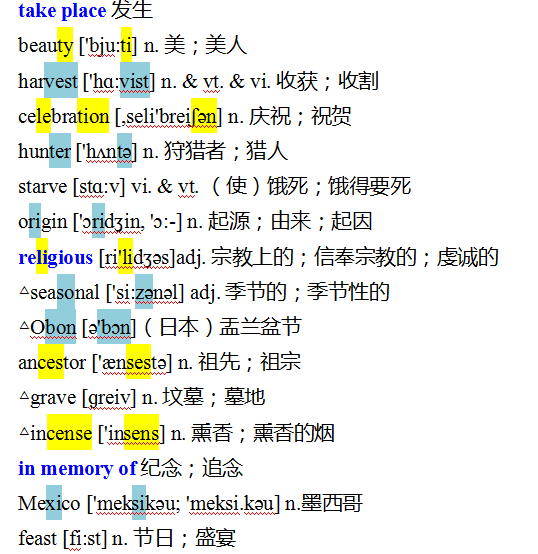 take place 发生
beauty ['bju:ti] n. 美；美人
harvest ['hɑ:vist] n. & vt. & vi. 收获；收割
celebration [,seli'breiʃən] n. 庆祝；祝贺
hunter ['hʌntə] n. 狩猎者；猎人
starve [stɑ:v] vi. & vt. （使）饿死；饿得要死
origin ['ɔridʒin, 'ɔ:-] n. 起源；由来；起因
religious [ri'lidʒəs]adj. 宗教上的；信奉宗教的；虔诚的
△seasonal ['si:zənəl] adj. 季节的；季节性的
△Obon [ə'bɔn]（日本）盂兰盆节
ancestor ['ænsestə] n. 祖先；祖宗
△grave [greiv] n. 坟墓；墓地
△incense ['insens] n. 熏香；熏香的烟
in memory of 纪念；追念
Mexico ['meksikəu; 'meksi.kəu] n.墨西哥
feast [fi:st] n. 节日；盛宴